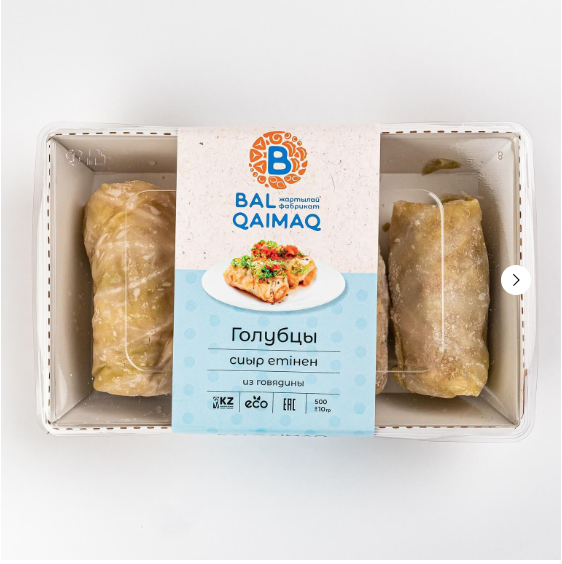 B
BAL жартылай
фабрикат
QAIMAQ
Голубцы
сиыр етінен
из говядины
KZ
eco
EAC
500
±10гр